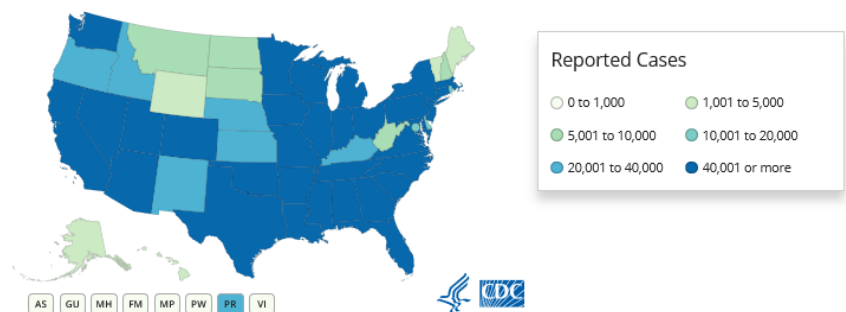 Reported Cases
0 to 1,000
1,001 to 5,000
5,001 to 10,000
10,001 to 20,000
20,001 to 40,000
40,001 or more
AS GU MH FM MP PW PR VI
CDC